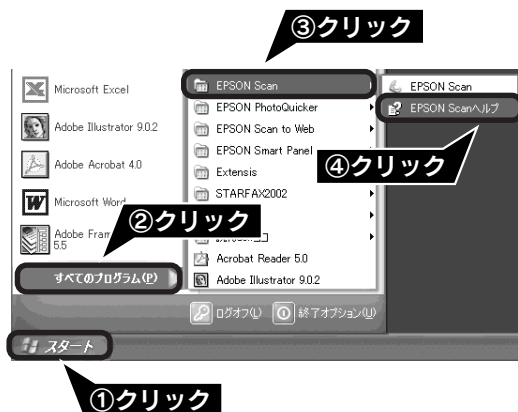 ③クリック
Microsoft Excel
Adobe Illustrator 9.0.2
Adobe Acrobat 4.0
Microsoft Word
Adobe
5.5
すべてのプログラム(P)
EPSON Scan
EPSON PhotoQuicker
EPSON Scan to Web
EPSON Smart Panel
Extensis
STARFAX2002
Acrobat Reader 5.0
Adobe Illustrator 9.0.2
EPSON Scan
EPSON Scanヘルプ
④クリック
②クリック
ログオフ(L)
終了オプション(U)
スタート
①クリック